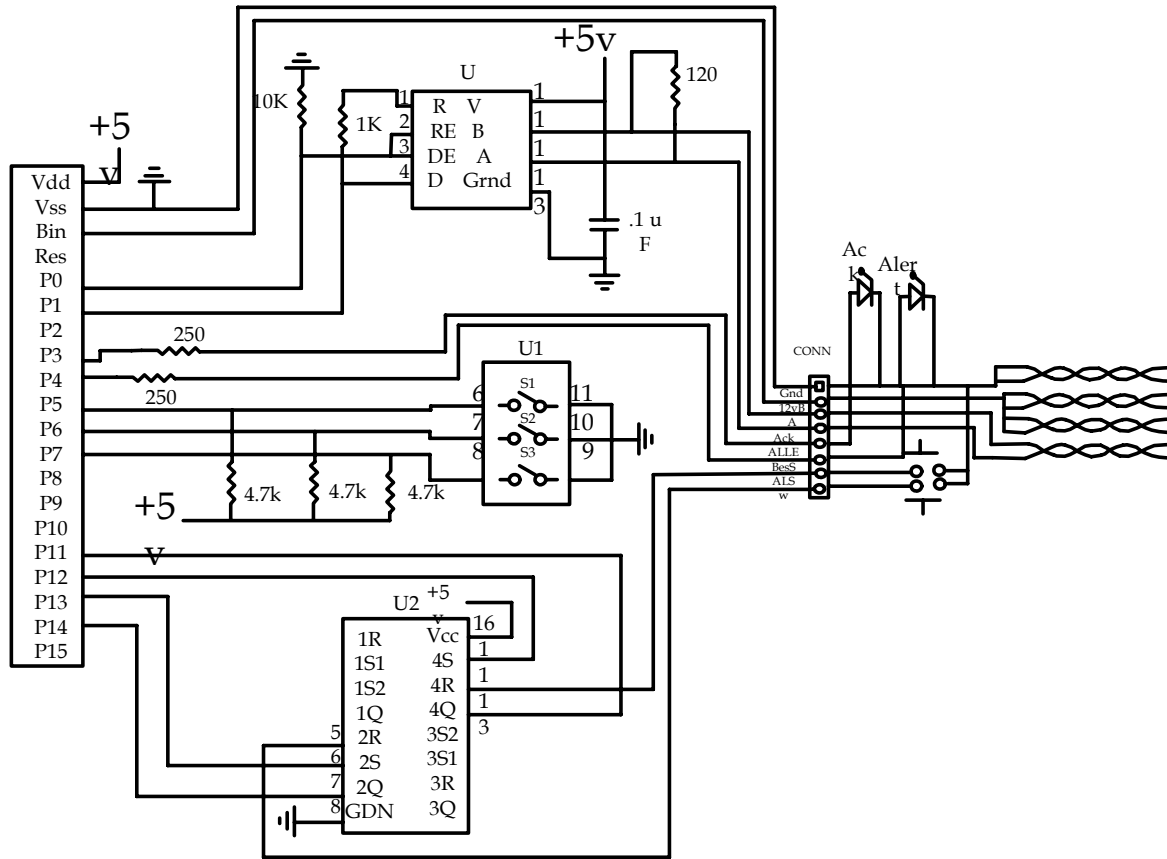 +5v
U
120
10K
1K
1
2
3
4
R V
RE B
DE A
D Grnd
1
1
1
1
3
.1 u
F
+5
v
Vdd
Vss
Bin
Res
P0
P1
P2
P3
P4
P5
P6
P7
P8
P9
P10
P11
P12
P13
P14
P15
250
250
U1
S1
S2
S3
6
7
8
11
10
9
4.7k
4.7k
4.7k
+5
v
Ac
k
Aler
t
CONN
Gnd
12vB
A
Ack
ALLE
BesS
ALS
w
U2
+5
v
16
1R
1S1
1S2
1Q
2R
2S
2Q
GDN
Vcc
4S
4R
4Q
3S2
3S1
3R
3Q
5
6
7
8
1
1
1
3